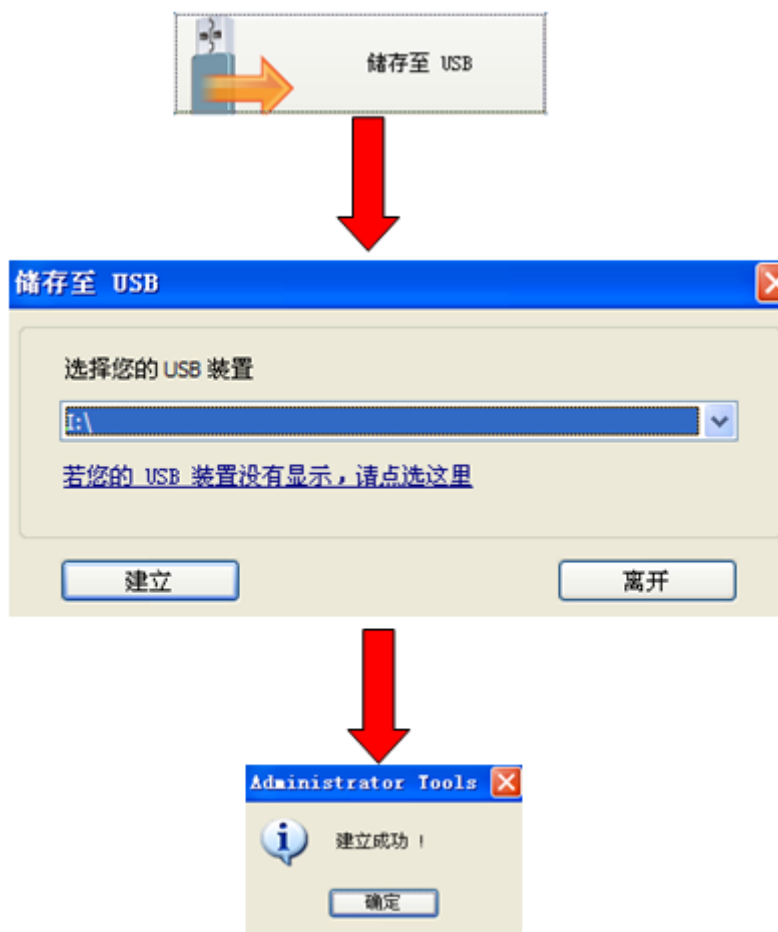 储存至 USB
储存至 USB
选择您的 USB 装置
I:\
若您的 USB 装置没有显示，请点选这里
建立
离开
Administrator Tools
建立成功 !
确定